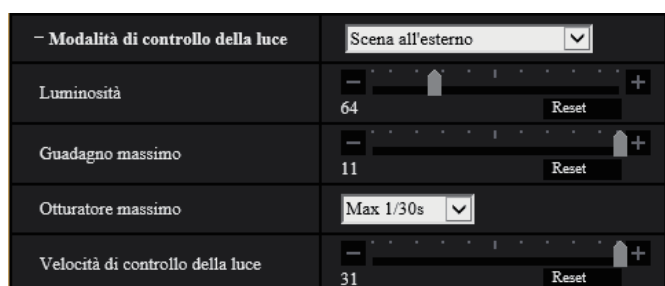 − Modalità di controllo della luce Scena all'esterno
Luminosità − +
64 Reset
Guadagno massimo − +
11 Reset
Otturatore massimo Max 1/30s
Velocità di controllo della luce − +
31 Reset